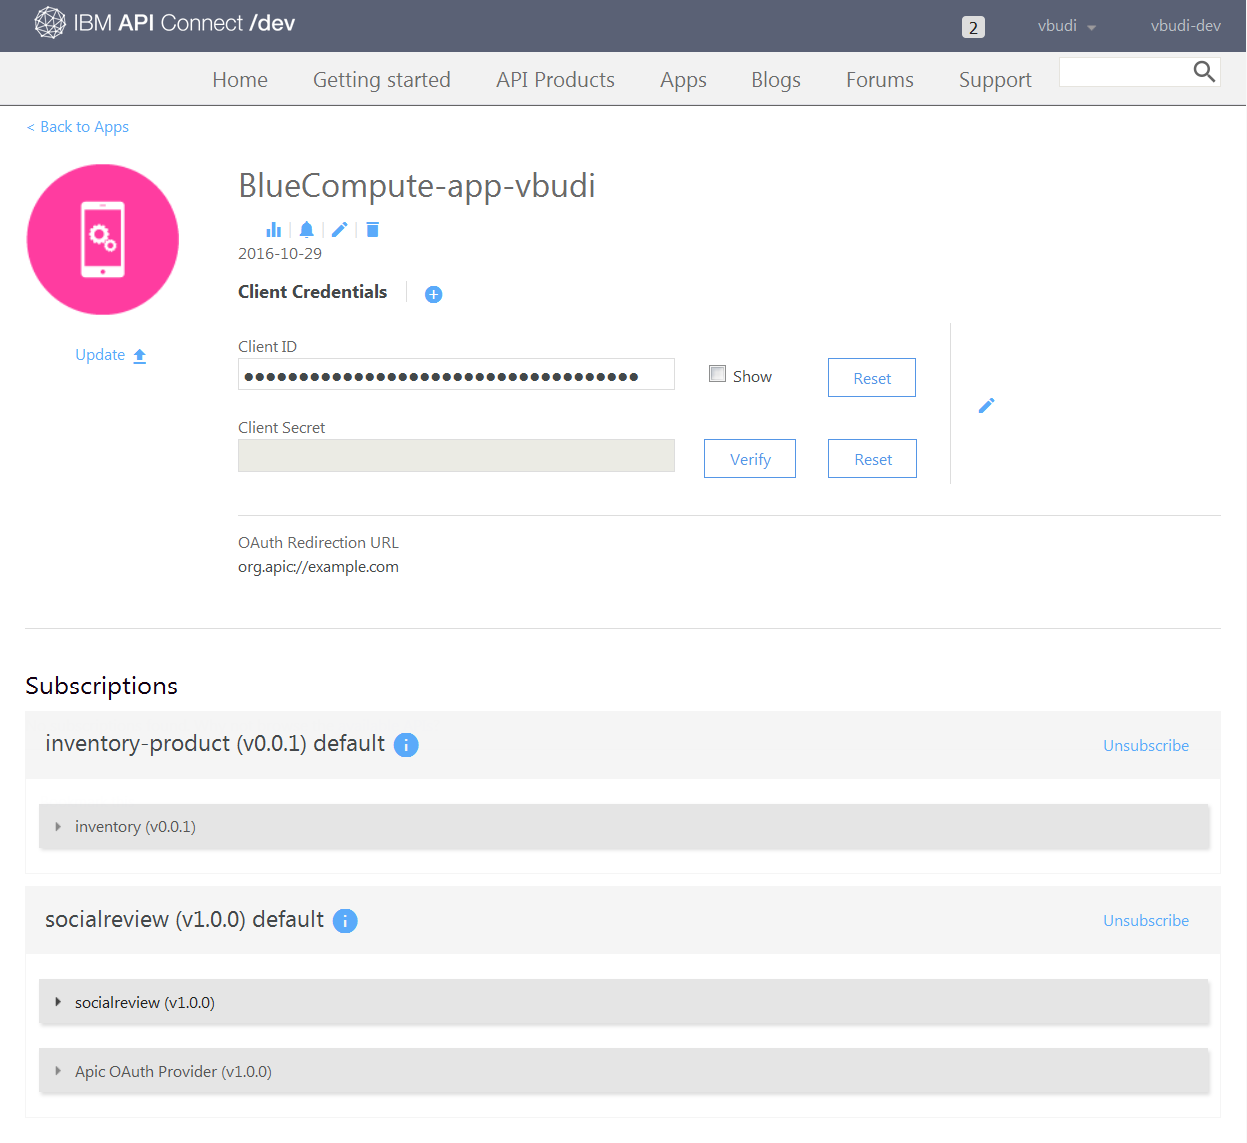 IBM API Connect /dev
2
vbudi
vbudi-dev
Home
Getting started
API Products
Apps
Blogs
Forums
Support
< Back to Apps
BlueCompute-app-vbudi
2016-10-29
Client Credentials
Update
Client ID
●●●●●●●●●●●●●●●●●●●●●●●●●●●●●●●●●●●●
Show
Reset
Client Secret
Verify
Reset
OAuth Redirection URL
org.apic://example.com
Subscriptions
inventory-product (v0.0.1) default
Unsubscribe
inventory (v0.0.1)
socialreview (v1.0.0) default
Unsubscribe
socialreview (v1.0.0)
Apic OAuth Provider (v1.0.0)